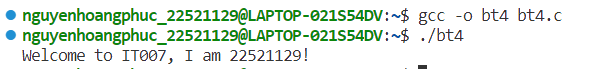 nguyenhoangphuc_22521129@LAPTOP-021S54DV:~$ gcc -o bt4 bt4.c
nguyenhoangphuc_22521129@LAPTOP-021S54DV:~$ ./bt4
Welcome to IT007, I am 22521129!